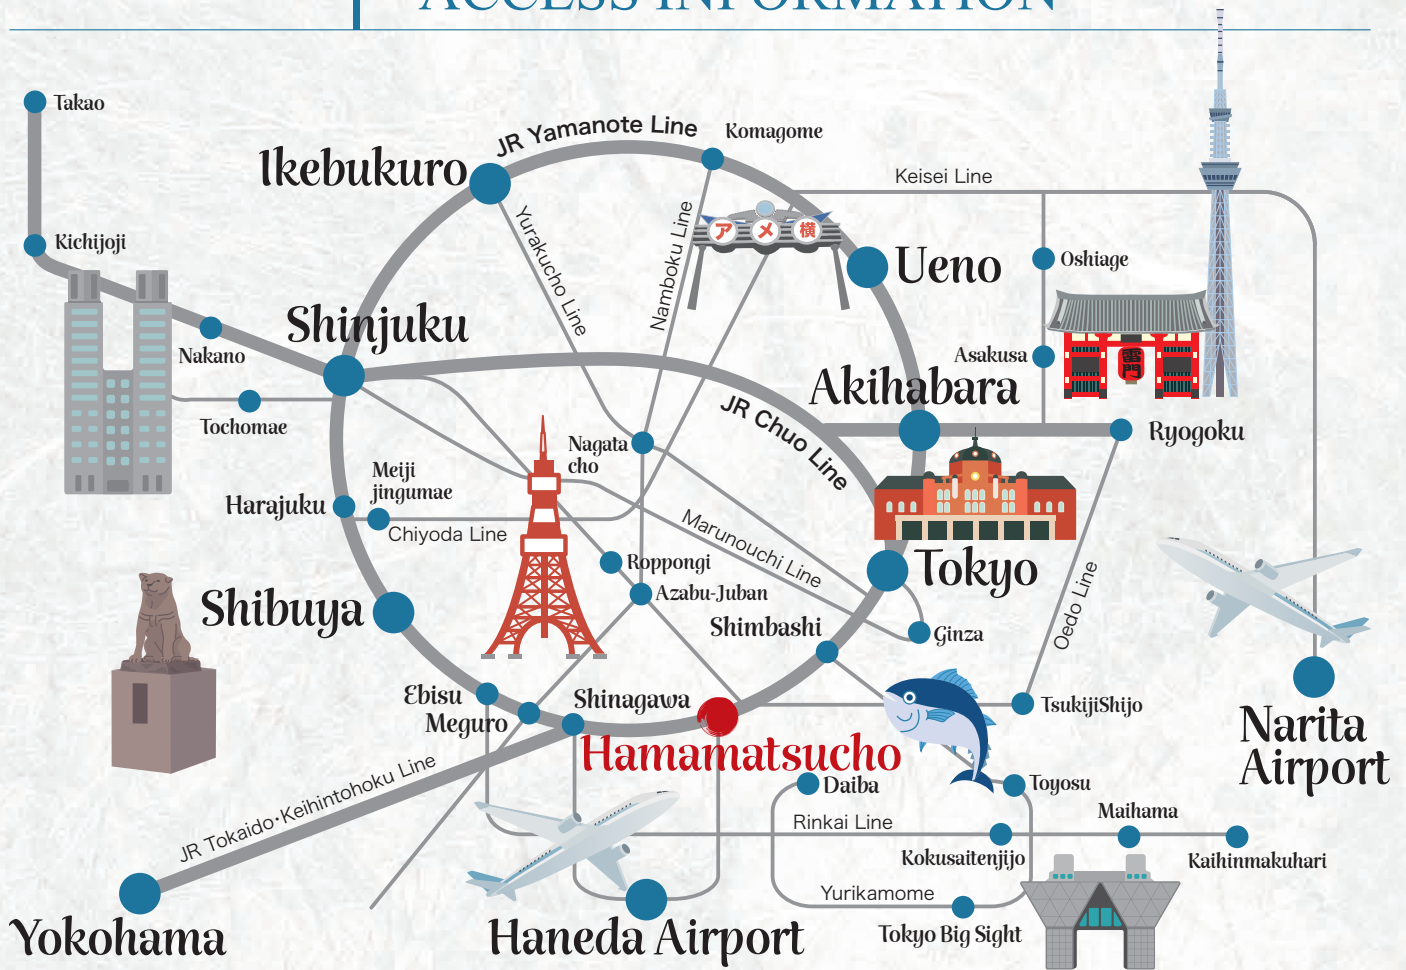 ACCESS INFORMATION
Takao
JR Yamanote Line
Komagome
Ikebukuro
Keisei Line
Kichijoji
Yurakucho Line
Namboku Line
ア メ 横
Ueno
Oshiage
Shinjuku
Nakano
Asakusa
雷門
Akihabara
Tochomae
JR Chuo Line
Ryogoku
Nagata
cho
Meiji
jingumae
Harajuku
Chiyoda Line
Marunouchi Line
Roppongi
Azabu-Juban
Tokyo
Oedo Line
Shibuya
Shimbashi
Ginza
Ebisu
Meguro
Shinagawa
TsukijiShijo
Hamamatsucho
Narita
Airport
JR Tokaido・Keihintohoku Line
Daiba
Toyosu
Rinkai Line
Maihama
Kokusaitenjijo
Kaihinmakuhari
Yurikamome
Yokohama
Haneda Airport
Tokyo Big Sight